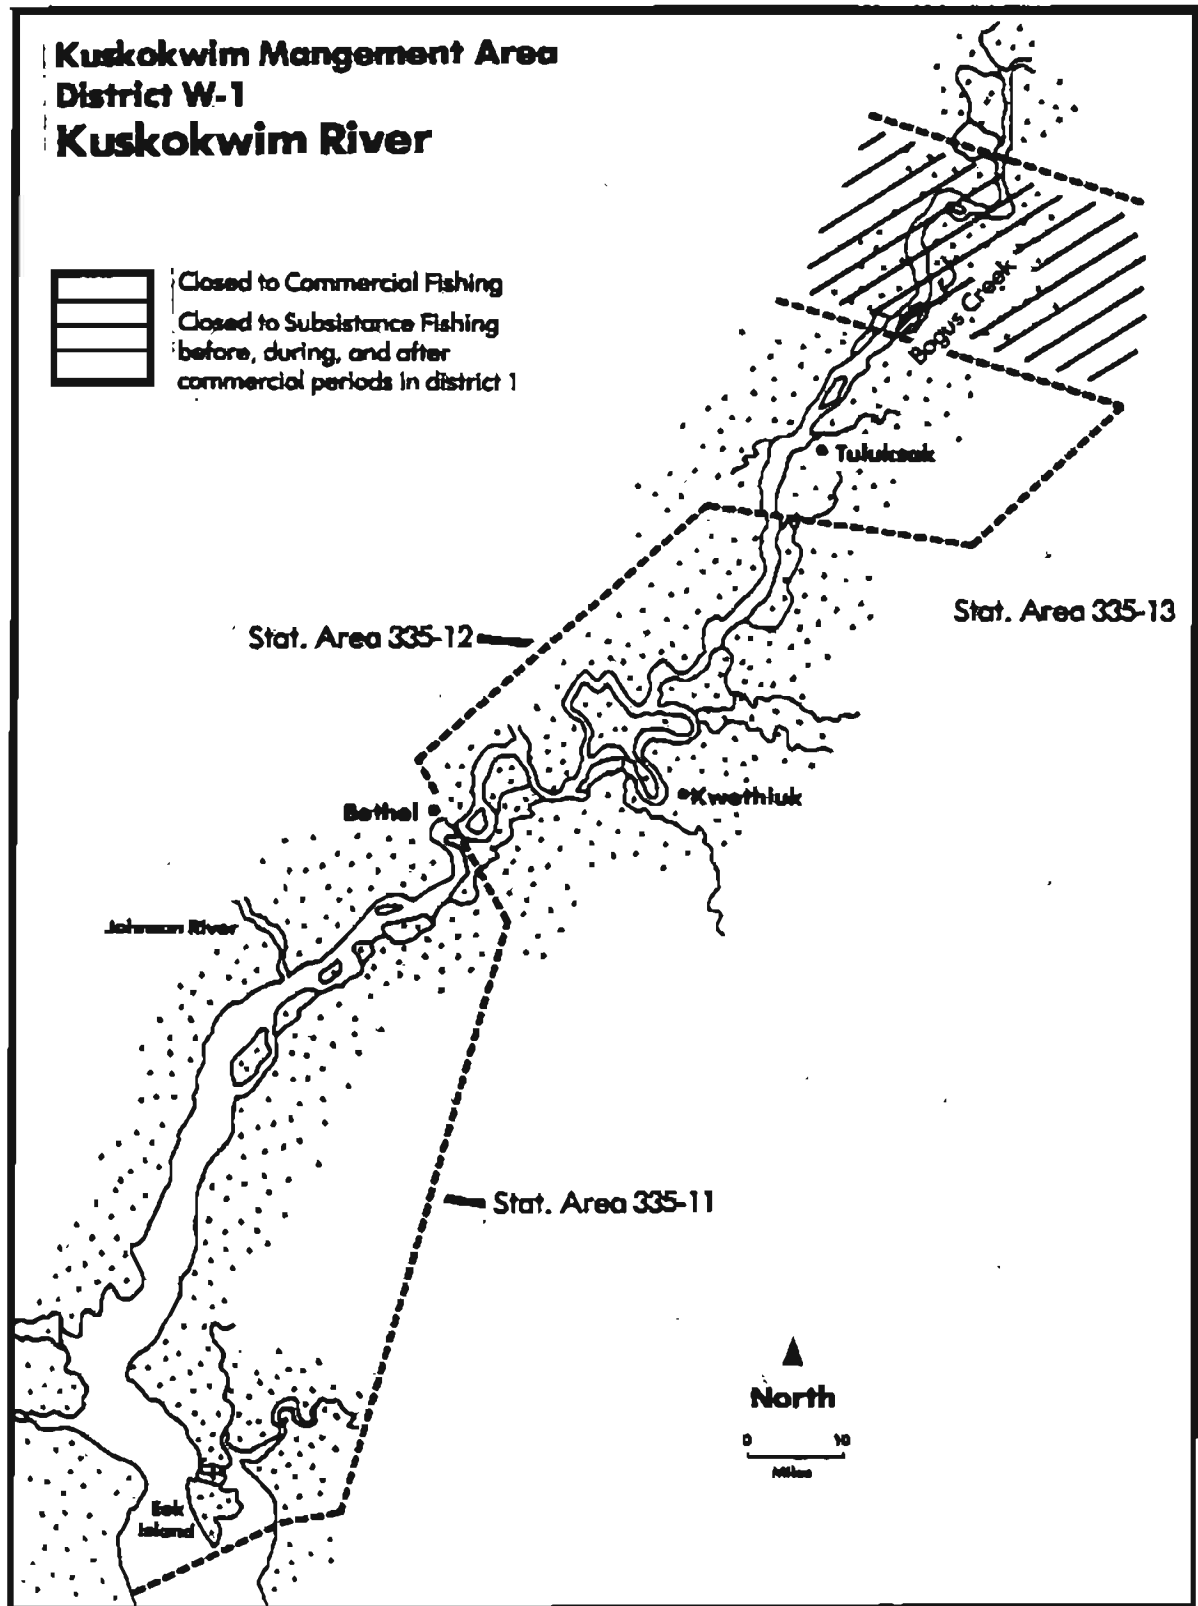 Kuskokwim Mangement Area
District W-1
Kuskokwim River
Closed to Commercial Fishing
Closed to Subsistance Fishing
before, during, and after
commercial periods in district 1
Bogus Creek
Tuluksak
Stat. Area 335-13
Stat. Area 335-12
Kwethluk
Bethel
Johnson River
Stat. Area 335-11
North
0 10
Miles
Eek
Island